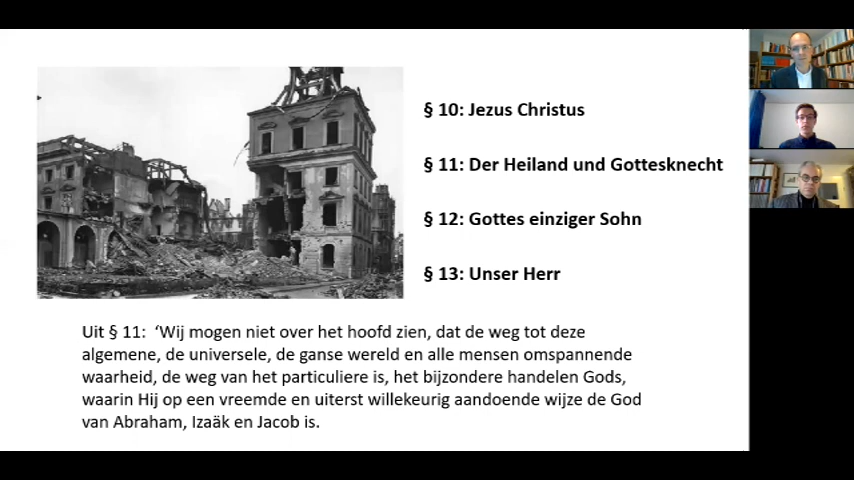 § 10: Jezus Christus
§ 11: Der Heiland und Gottesknecht
§ 12: Gottes einziger Sohn
§ 13: Unser Herr
Uit § 11:  ‘Wij mogen niet over het hoofd zien, dat de weg tot deze
algemene, de universele, de ganse wereld en alle mensen omspannende
waarheid, de weg van het particuliere is, het bijzondere handelen Gods,
waarin Hij op een vreemde en uiterst willekeurig aandoende wijze de God
van Abraham, Izaäk en Jacob is.